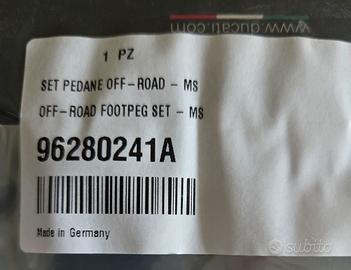 www.ducati.com
1 PZ
SET PEDANE OFF-ROAD - MS
OFF-ROAD FOOTPEG SET - MS
96280241A
Made in Germany
subito